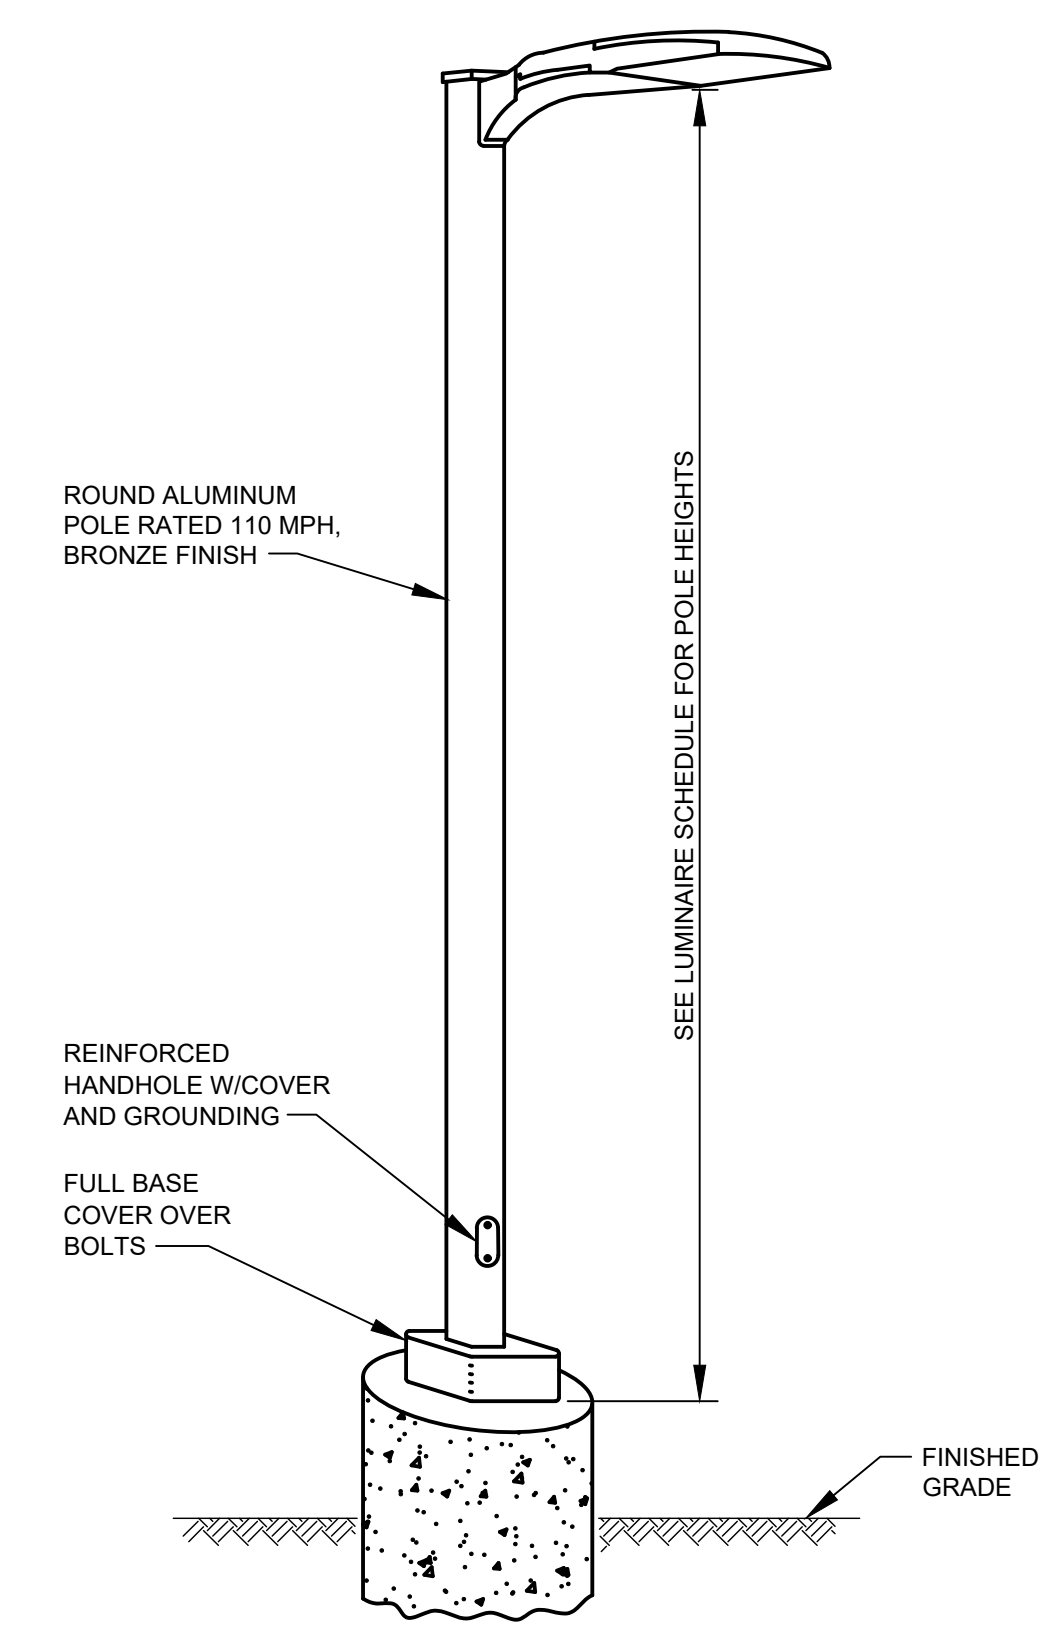 ROUND ALUMINUM
POLE RATED 110 MPH,
BRONZE FINISH
SEE LUMINAIRE SCHEDULE FOR POLE HEIGHTS
REINFORCED
HANDHOLE W/COVER
AND GROUNDING
FULL BASE
COVER OVER
BOLTS
FINISHED
GRADE